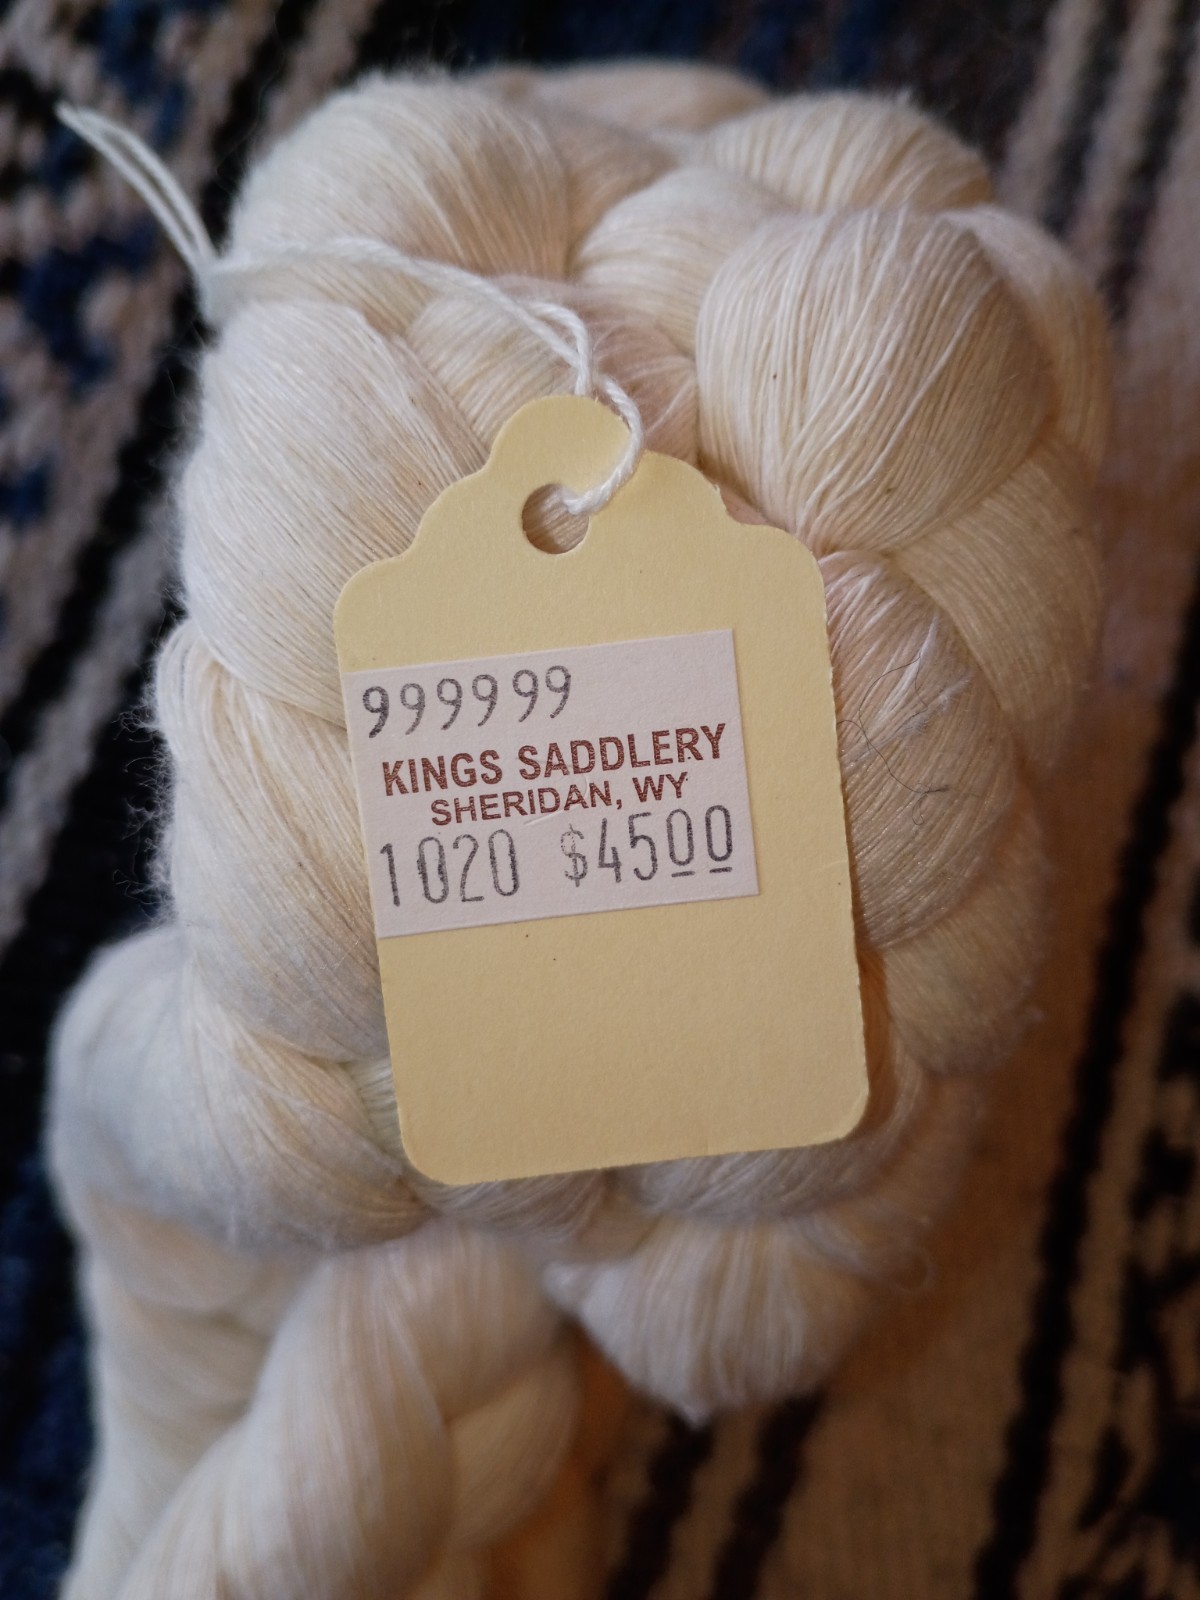 999999
KINGS SADDLERY
SHERIDAN, WY
1020 $4500